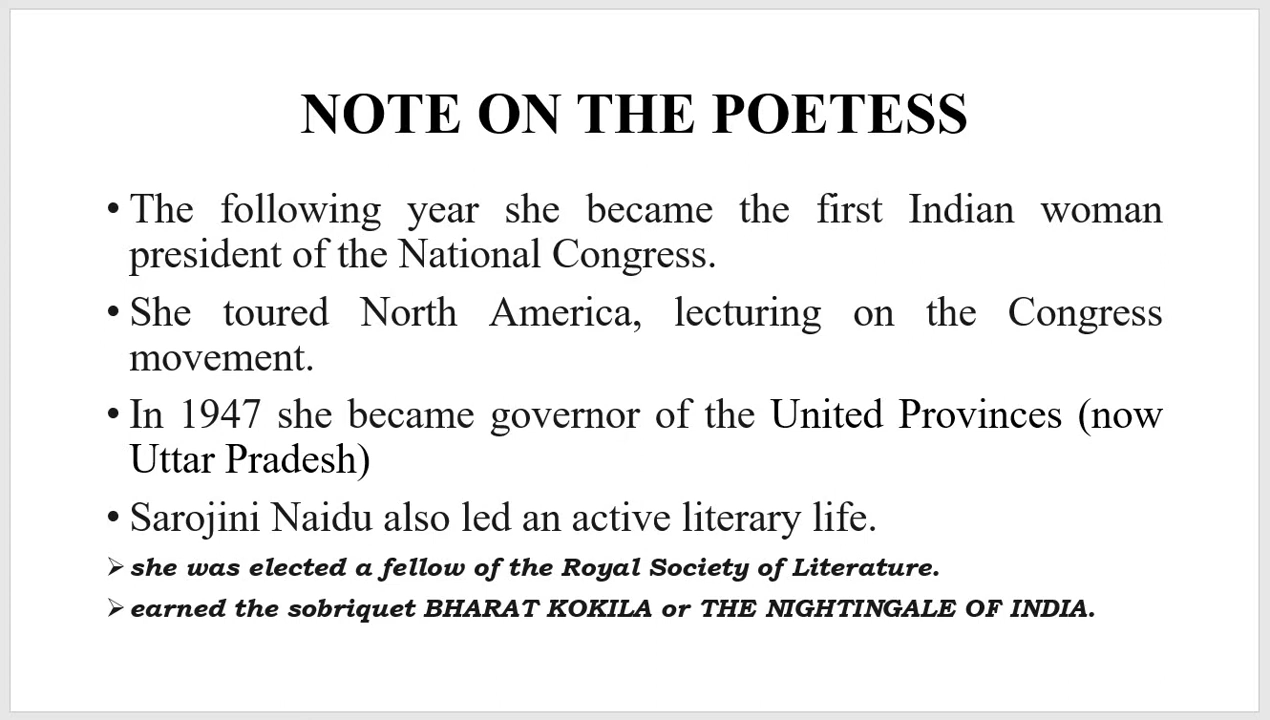 NOTE ON THE POETESS
• The following year she became the first Indian woman
president of the National Congress.
• She toured North America, lecturing on the Congress
movement.
• In 1947 she became governor of the United Provinces (now
Uttar Pradesh)
• Sarojini Naidu also led an active literary life.
➢ she was elected a fellow of the Royal Society of Literature.
➢ earned the sobriquet BHARAT KOKILA or THE NIGHTINGALE OF INDIA.